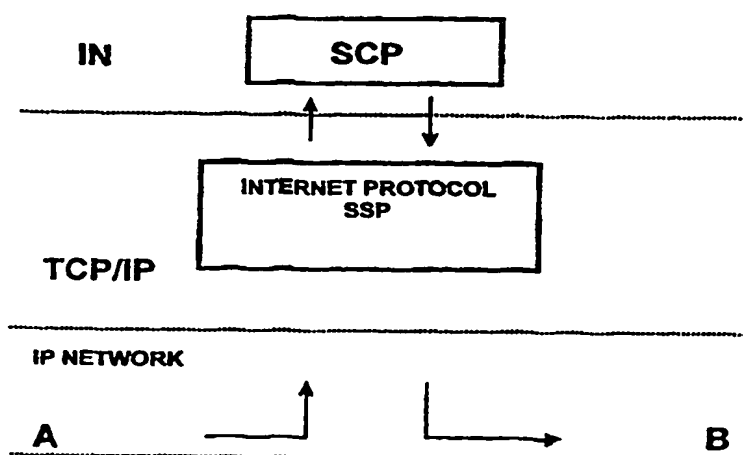 IN
SCP
INTERNET PROTOCOL
SSP
TCP/IP
IP NETWORK
A
B